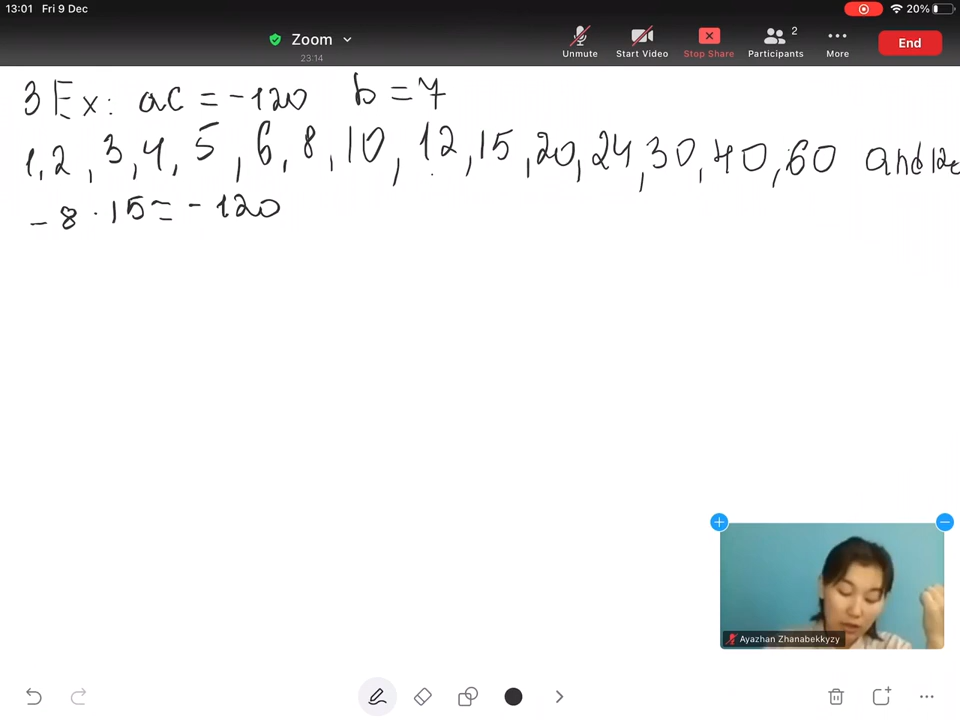 13:01 Fri 9 Dec
20%
Zoom
23:14
Unmute
Start Video
Stop Share
2
Participants
More
End
3 Ex: ac = -120 b = 7
1, 2, 3, 4, 5, 6, 8, 10, 12, 15, 20, 24, 30, 40, 60 and 120
-8 · 15 = -120
Ayazhan Zhanabekkyzy